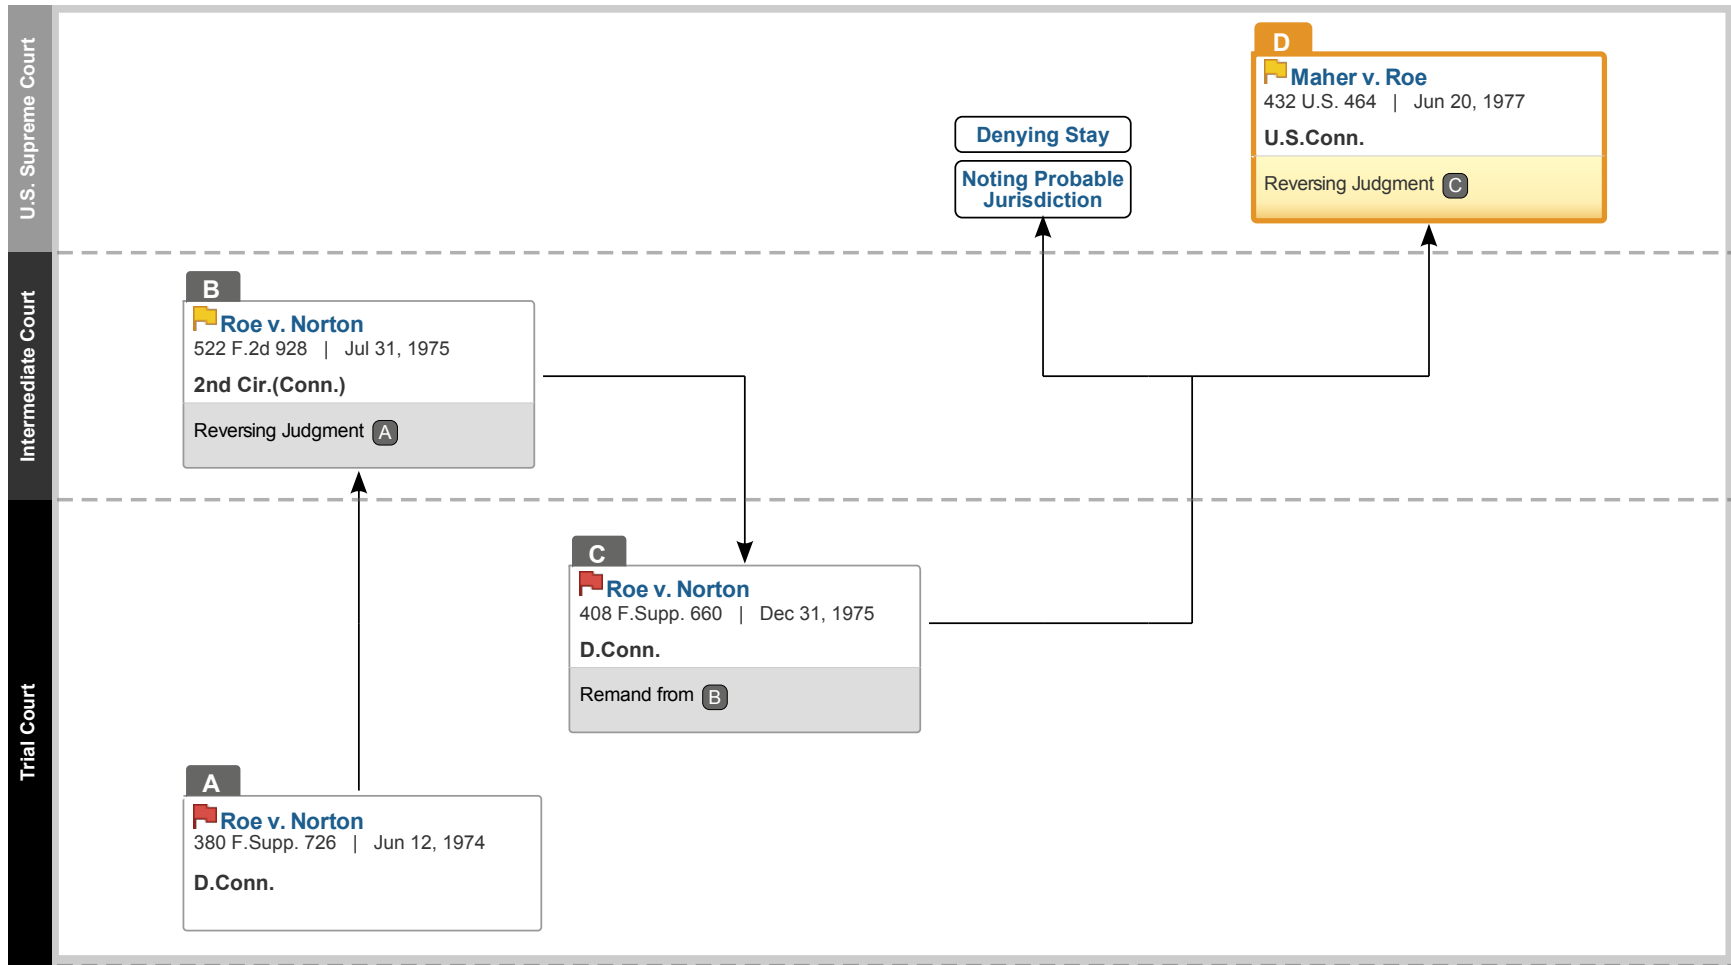 U.S. Supreme Court
D
Maher v. Roe
432 U.S. 464 | Jun 20, 1977
U.S.Conn.
Reversing Judgment C
Denying Stay
Noting Probable
Jurisdiction
Intermediate Court
B
Roe v. Norton
522 F.2d 928 | Jul 31, 1975
2nd Cir.(Conn.)
Reversing Judgment A
Trial Court
C
Roe v. Norton
408 F.Supp. 660 | Dec 31, 1975
D.Conn.
Remand from B
A
Roe v. Norton
380 F.Supp. 726 | Jun 12, 1974
D.Conn.